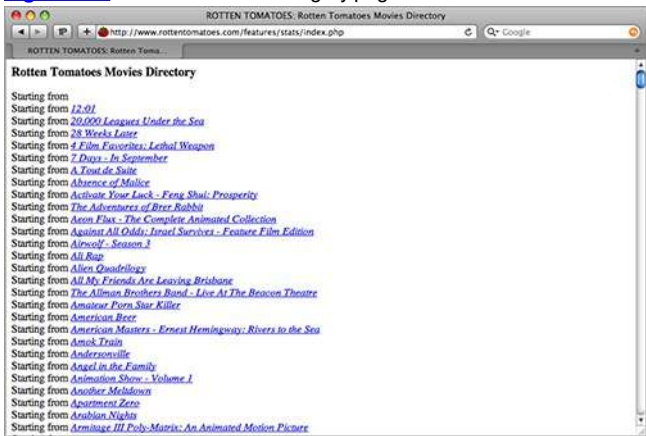 ROTTEN TOMATOES: Rotten Tomatoes Movies Directory
http://www.rottentomatoes.com/features/stats/index.php
Google
ROTTEN TOMATOES: Rotten Toma...
Rotten Tomatoes Movies Directory
Starting from
Starting from 12:01
Starting from 20,000 Leagues Under the Sea
Starting from 28 Weeks Later
Starting from 4 Film Favorites: Lethal Weapon
Starting from 7 Days - In September
Starting from A Tout de Suite
Starting from Absence of Malice
Starting from Activate Your Luck - Feng Shui: Prosperity
Starting from The Adventures of Brer Rabbit
Starting from Aeon Flux - The Complete Animated Collection
Starting from Against All Odds: Israel Survives - Feature Film Edition
Starting from Airwolf - Season 3
Starting from Ali Rap
Starting from Alien Quadrilogy
Starting from All My Friends Are Leaving Brisbane
Starting from The Allman Brothers Band - Live At The Beacon Theatre
Starting from Amateur Porn Star Killer
Starting from American Beer
Starting from American Masters - Ernest Hemingway: Rivers to the Sea
Starting from Amok Train
Starting from Andersonville
Starting from Angel in the Family
Starting from Animation Show - Volume 1
Starting from Another Meltdown
Starting from Apartment Zero
Starting from Arabian Nights
Starting from Armitage III Poly-Matrix: An Animated Motion Picture